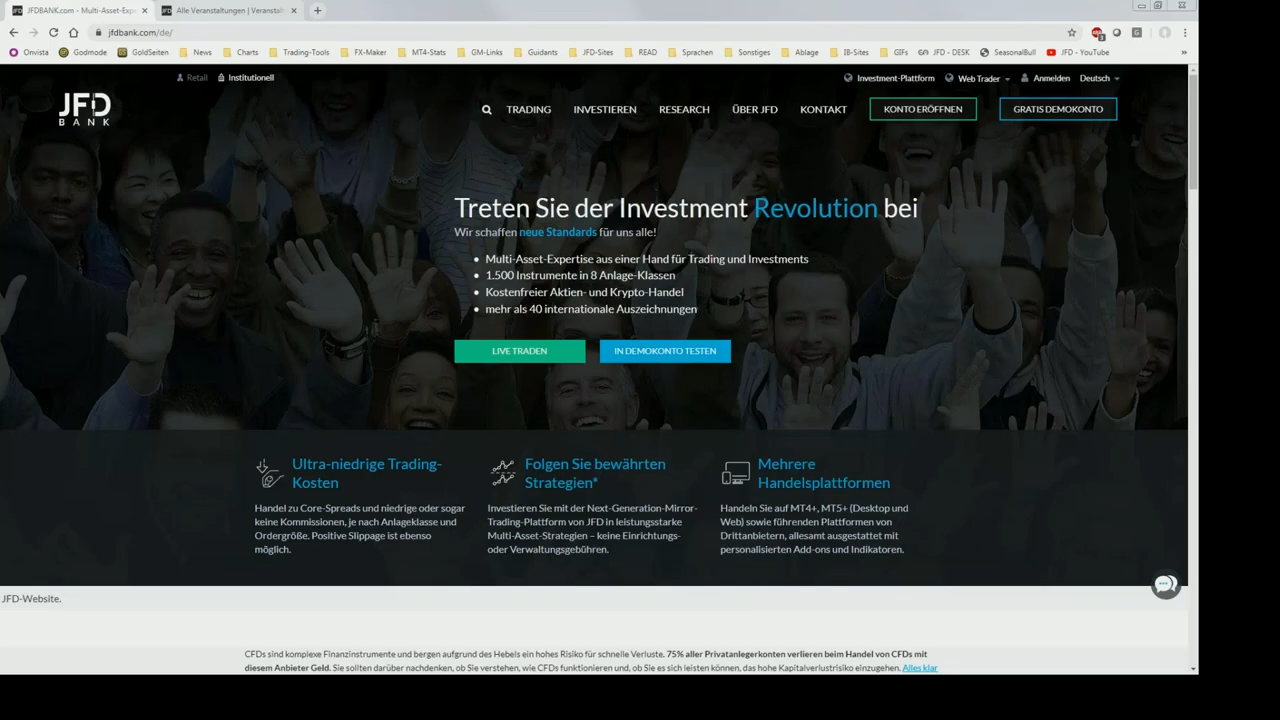 JFDBANK.com - Multi-Asset-Exp
Alle Veranstaltungen | Veranstal
jfdbank.com/de/
Onvista
Godmode
GoldSeiten
News
Charts
Trading-Tools
FX-Maker
MT4-Stats
GM-Links
Guidants
JFD-Sites
READ
Sprachen
Sonstiges
Ablage
IB-Sites
GIFs
JFD - DESK
SeasonalBull
JFD - YouTube
»
Retail
Institutionell
Investment-Plattform
Web Trader
Anmelden
Deutsch
JFD
BANK
TRADING
INVESTIEREN
RESEARCH
ÜBER JFD
KONTAKT
KONTO ERÖFFNEN
GRATIS DEMOKONTO
Treten Sie der Investment Revolution bei
Wir schaffen neue Standards für uns alle!
• Multi-Asset-Expertise aus einer Hand für Trading und Investments
• 1.500 Instrumente in 8 Anlage-Klassen
• Kostenfreier Aktien- und Krypto-Handel
• mehr als 40 internationale Auszeichnungen
LIVE TRADEN
IN DEMOKONTO TESTEN
Ultra-niedrige Trading-
Kosten
Handel zu Core-Spreads und niedrige oder sogar
keine Kommissionen, je nach Anlageklasse und
Ordergröße. Positive Slippage ist ebenso
möglich.
Folgen Sie bewährten
Strategien*
Investieren Sie mit der Next-Generation-Mirror-
Trading-Plattform von JFD in leistungsstarke
Multi-Asset-Strategien – keine Einrichtungs-
oder Verwaltungsgebühren.
Mehrere
Handelsplattformen
Handeln Sie auf MT4+, MT5+ (Desktop und
Web) sowie führenden Plattformen von
Drittanbietern, allesamt ausgestattet mit
personalisierten Add-ons und Indikatoren.
JFD-Website.
CFDs sind komplexe Finanzinstrumente und bergen aufgrund des Hebels ein hohes Risiko für schnelle Verluste. 75% aller Privatanlegerkonten verlieren beim Handel von CFDs mit
diesem Anbieter Geld. Sie sollten darüber nachdenken, ob Sie verstehen, wie CFDs funktionieren und, ob Sie es sich leisten können, das hohe Kapitalverlustrisiko einzugehen. Alles klar